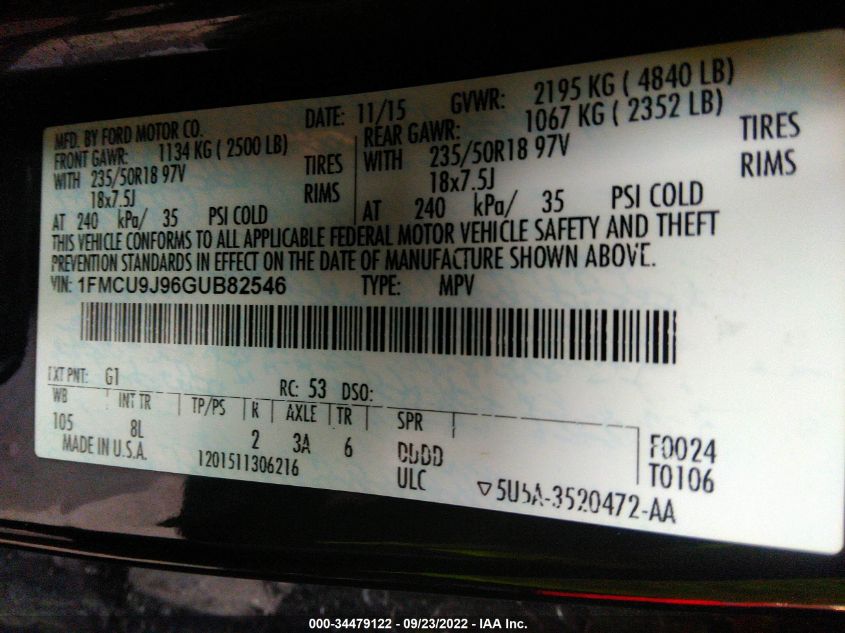 MFD. BY FORD MOTOR CO.
DATE: 11/15 GVWR: 2195 KG ( 4840 LB)
FRONT GAWR: 1134 KG ( 2500 LB)
WITH 235/50R18 97V TIRES
18x7.5J RIMS
AT 240 kPa/ 35 PSI COLD
REAR GAWR: 1067 KG ( 2352 LB)
WITH 235/50R18 97V TIRES
18x7.5J RIMS
AT 240 kPa/ 35 PSI COLD
THIS VEHICLE CONFORMS TO ALL APPLICABLE FEDERAL MOTOR VEHICLE SAFETY AND THEFT
PREVENTION STANDARDS IN EFFECT ON THE DATE OF MANUFACTURE SHOWN ABOVE.
VIN: 1FMCU9J96GUB82546 TYPE: MPV
EXT PNT: G1 RC: 53 DSO:
WB INT TR TP/PS R AXLE TR SPR
105 8L 2 3A 6 DDDD F0024
MADE IN U.S.A. 1201511306216 ULC T0106
▽5U5A-3520472-AA
000-34479122 - 09/23/2022 - IAA Inc.